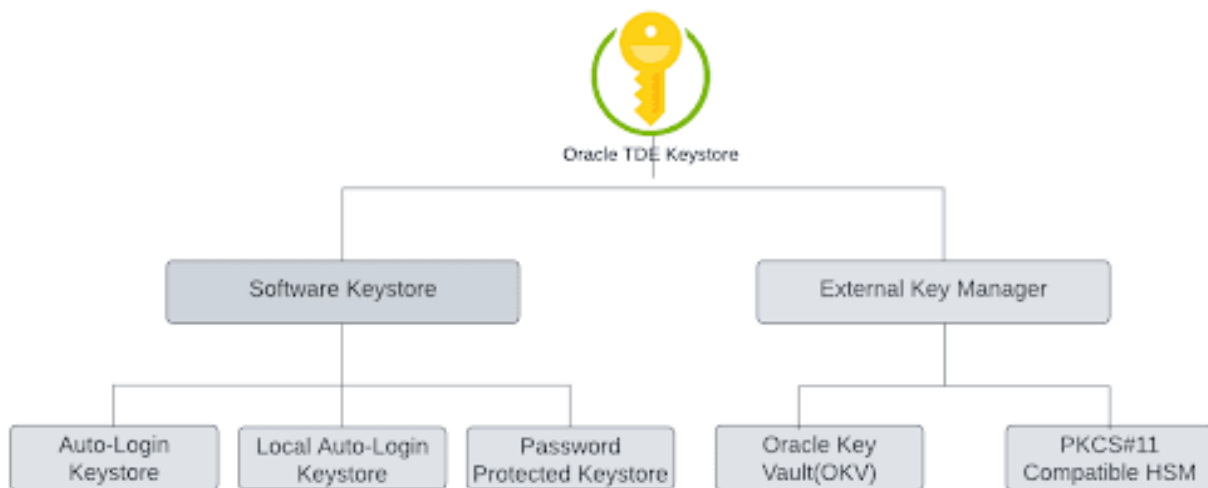 Oracle TDE Keystore
Software Keystore
External Key Manager
Auto-Login
Keystore
Local Auto-Login
Keystore
Password
Protected Keystore
Oracle Key
Vault(OKV)
PKCS#11
Compatible HSM